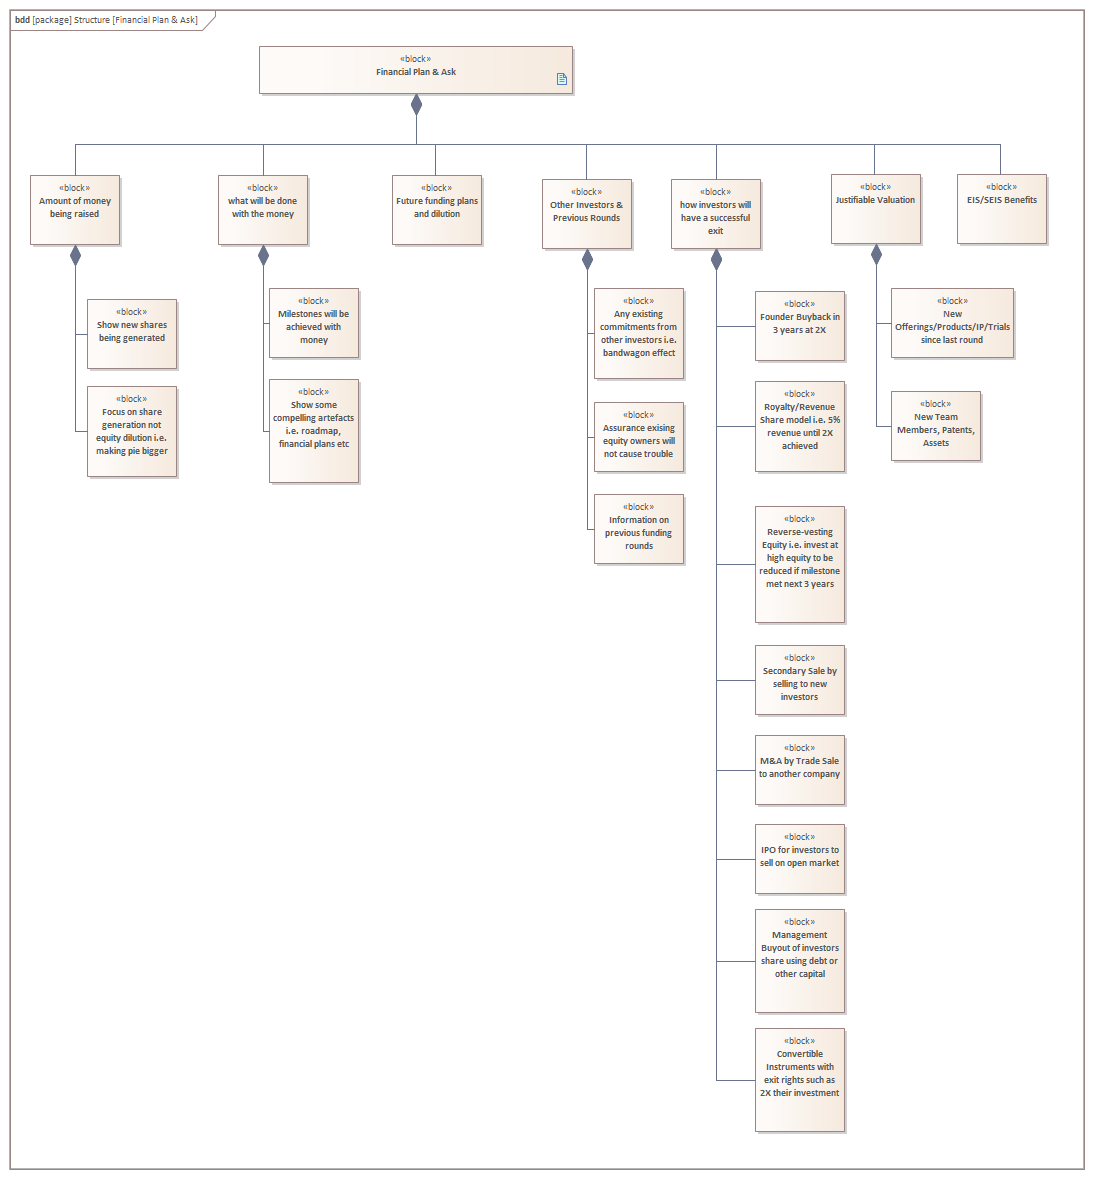 bdd [package] Structure [Financial Plan & Ask]
«block»
Financial Plan & Ask
«block»
Amount of money
being raised
«block»
what will be done
with the money
«block»
Future funding plans
and dilution
«block»
Other Investors &
Previous Rounds
«block»
how investors will
have a successful
exit
«block»
Justifiable Valuation
«block»
EIS/SEIS Benefits
«block»
Show new shares
being generated
«block»
Focus on share
generation not
equity dilution i.e.
making pie bigger
«block»
Milestones will be
achieved with
money
«block»
Show some
compelling artefacts
i.e. roadmap,
financial plans etc
«block»
Any existing
commitments from
other investors i.e.
bandwagon effect
«block»
Assurance exising
equity owners will
not cause trouble
«block»
Information on
previous funding
rounds
«block»
Founder Buyback in
3 years at 2X
«block»
Royalty/Revenue
Share model i.e. 5%
revenue until 2X
achieved
«block»
Reverse-vesting
Equity i.e. invest at
high equity to be
reduced if milestone
met next 3 years
«block»
Secondary Sale by
selling to new
investors
«block»
M&A by Trade Sale
to another company
«block»
IPO for investors to
sell on open market
«block»
Management
Buyout of investors
share using debt or
other capital
«block»
Convertible
Instruments with
exit rights such as
2X their investment
«block»
New
Offerings/Products/IP/Trials
since last round
«block»
New Team
Members, Patents,
Assets